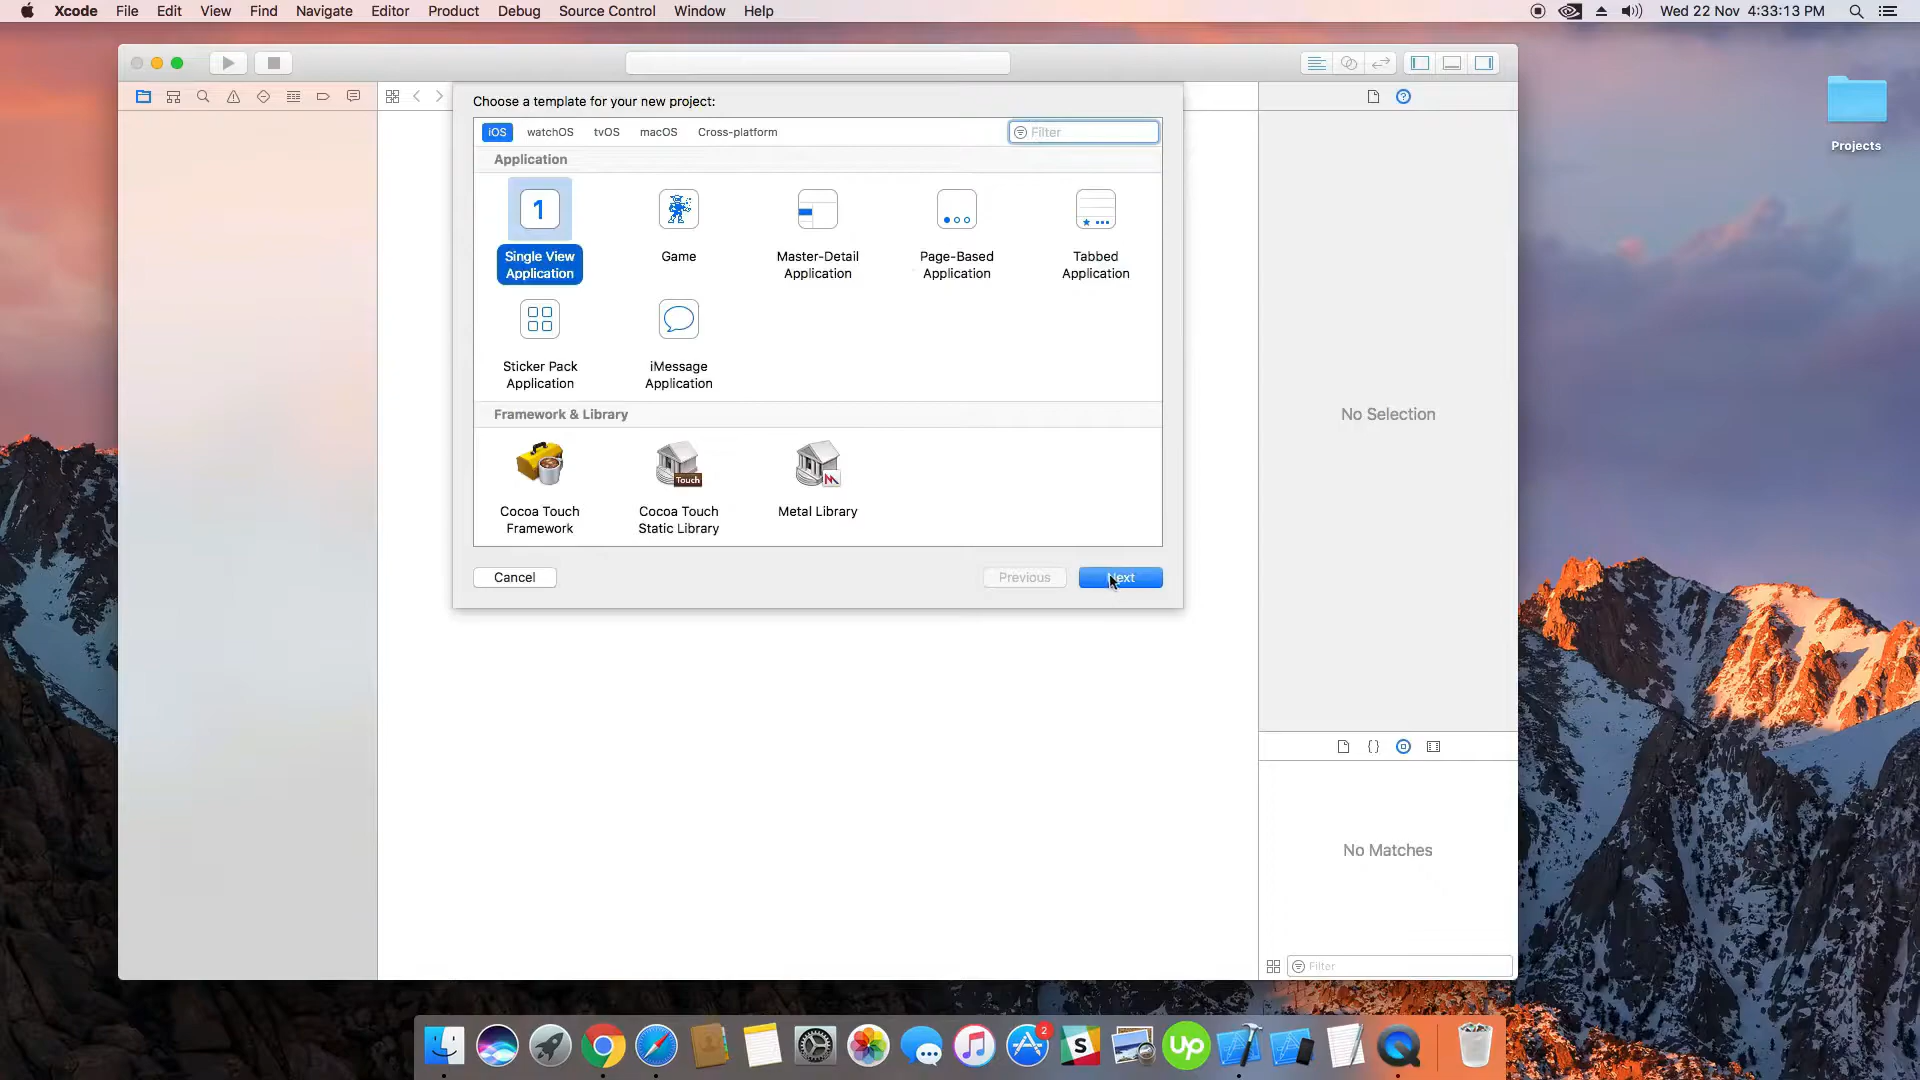 Xcode File Edit View Find Navigate Editor Product Debug Source Control Window Help Wed 22 Nov 4:33:13 PM
Choose a template for your new project:
iOS watchOS tvOS macOS Cross-platform Filter
Application
1
Single View Application
Game
Master-Detail Application
Page-Based Application
Tabbed Application
Sticker Pack Application
iMessage Application
Framework & Library
Touch
Cocoa Touch Framework
Cocoa Touch Static Library
Metal Library
Cancel Previous Next
No Selection
No Matches
Filter
Projects
2
S
Up